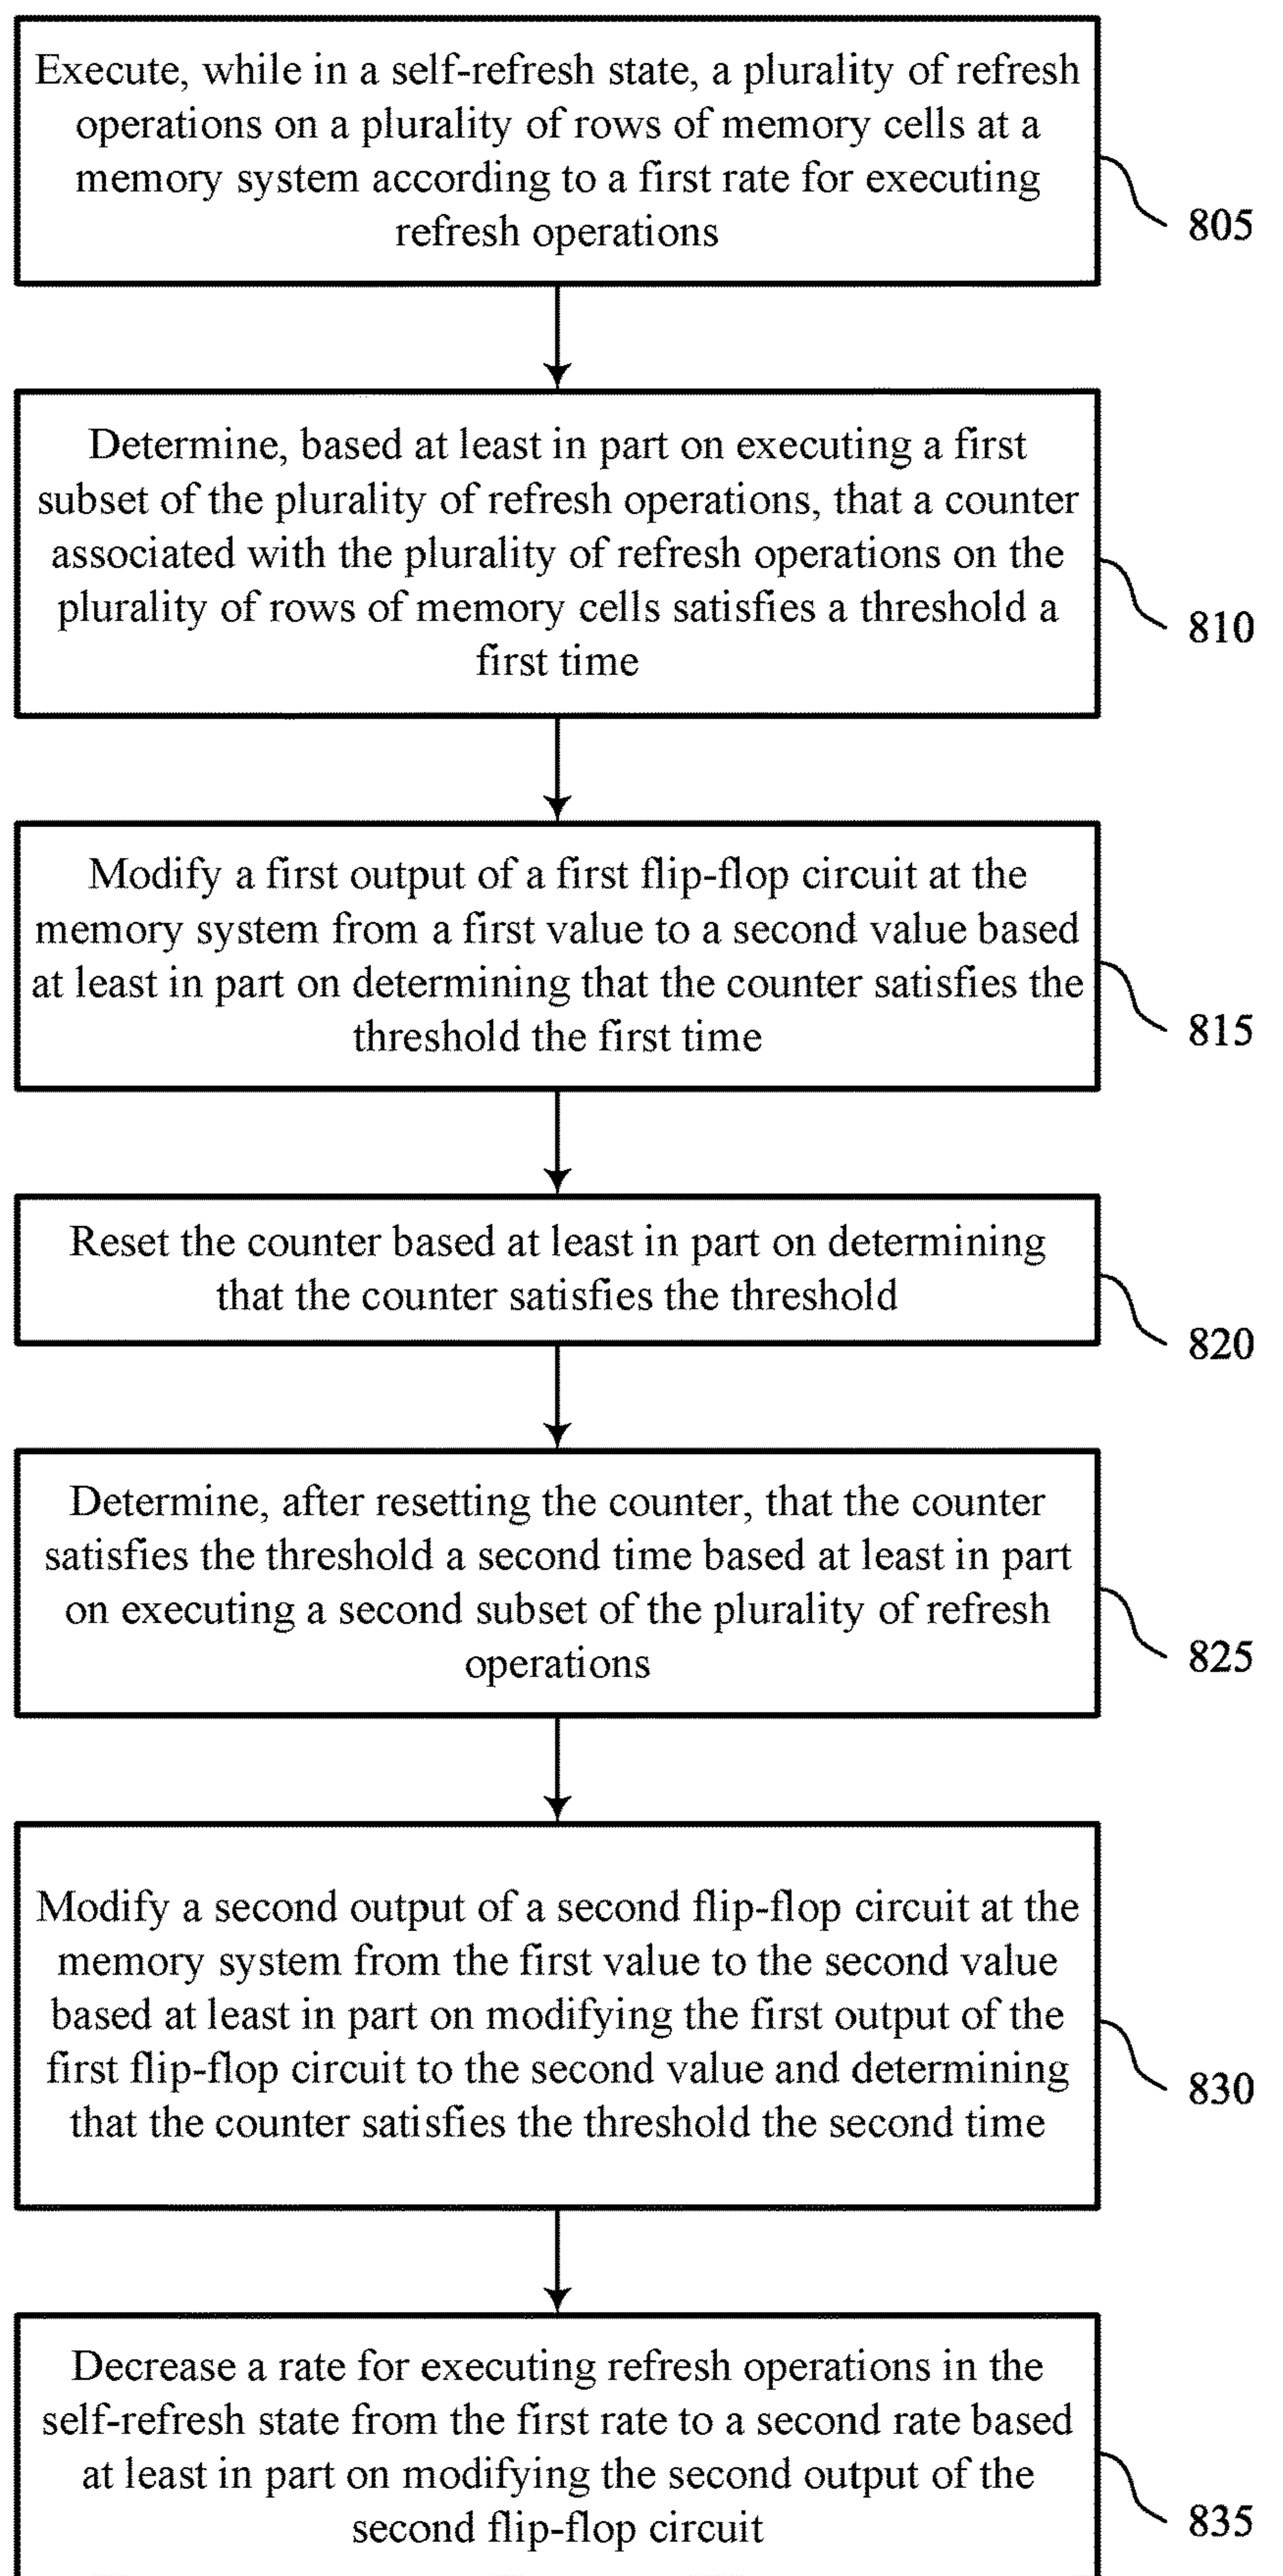 Execute, while in a self-refresh state, a plurality of refresh
operations on a plurality of rows of memory cells at a
memory system according to a first rate for executing
refresh operations
805
Determine, based at least in part on executing a first
subset of the plurality of refresh operations, that a counter
associated with the plurality of refresh operations on the
plurality of rows of memory cells satisfies a threshold a
first time
810
Modify a first output of a first flip-flop circuit at the
memory system from a first value to a second value based
at least in part on determining that the counter satisfies the
threshold the first time
815
Reset the counter based at least in part on determining
that the counter satisfies the threshold
820
Determine, after resetting the counter, that the counter
satisfies the threshold a second time based at least in part
on executing a second subset of the plurality of refresh
operations
825
Modify a second output of a second flip-flop circuit at the
memory system from the first value to the second value
based at least in part on modifying the first output of the
first flip-flop circuit to the second value and determining
that the counter satisfies the threshold the second time
830
Decrease a rate for executing refresh operations in the
self-refresh state from the first rate to a second rate based
at least in part on modifying the second output of the
second flip-flop circuit
835